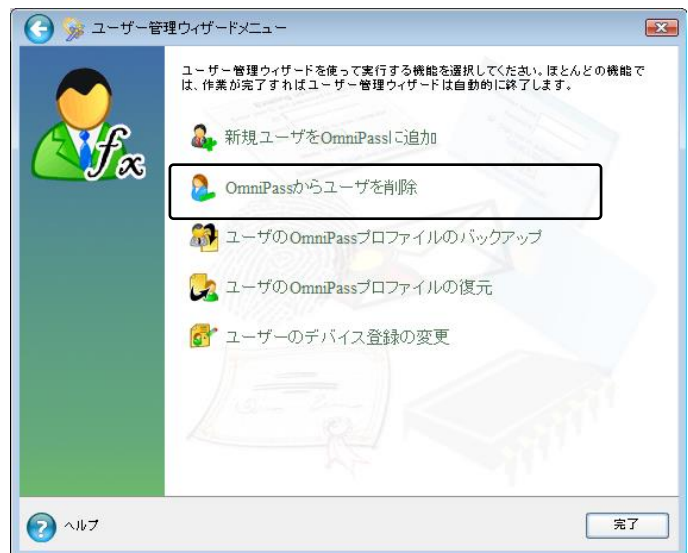 ユーザー管理ウィザードメニュー
ユーザー管理ウィザードを使って実行する機能を選択してください。ほとんどの機能で
は、作業が完了すればユーザー管理ウィザードは自動的に終了します。
fx
新規ユーザをOmniPassに追加
OmniPassからユーザを削除
ユーザのOmniPassプロファイルのバックアップ
ユーザのOmniPassプロファイルの復元
ユーザーのデバイス登録の変更
ヘルプ
完了